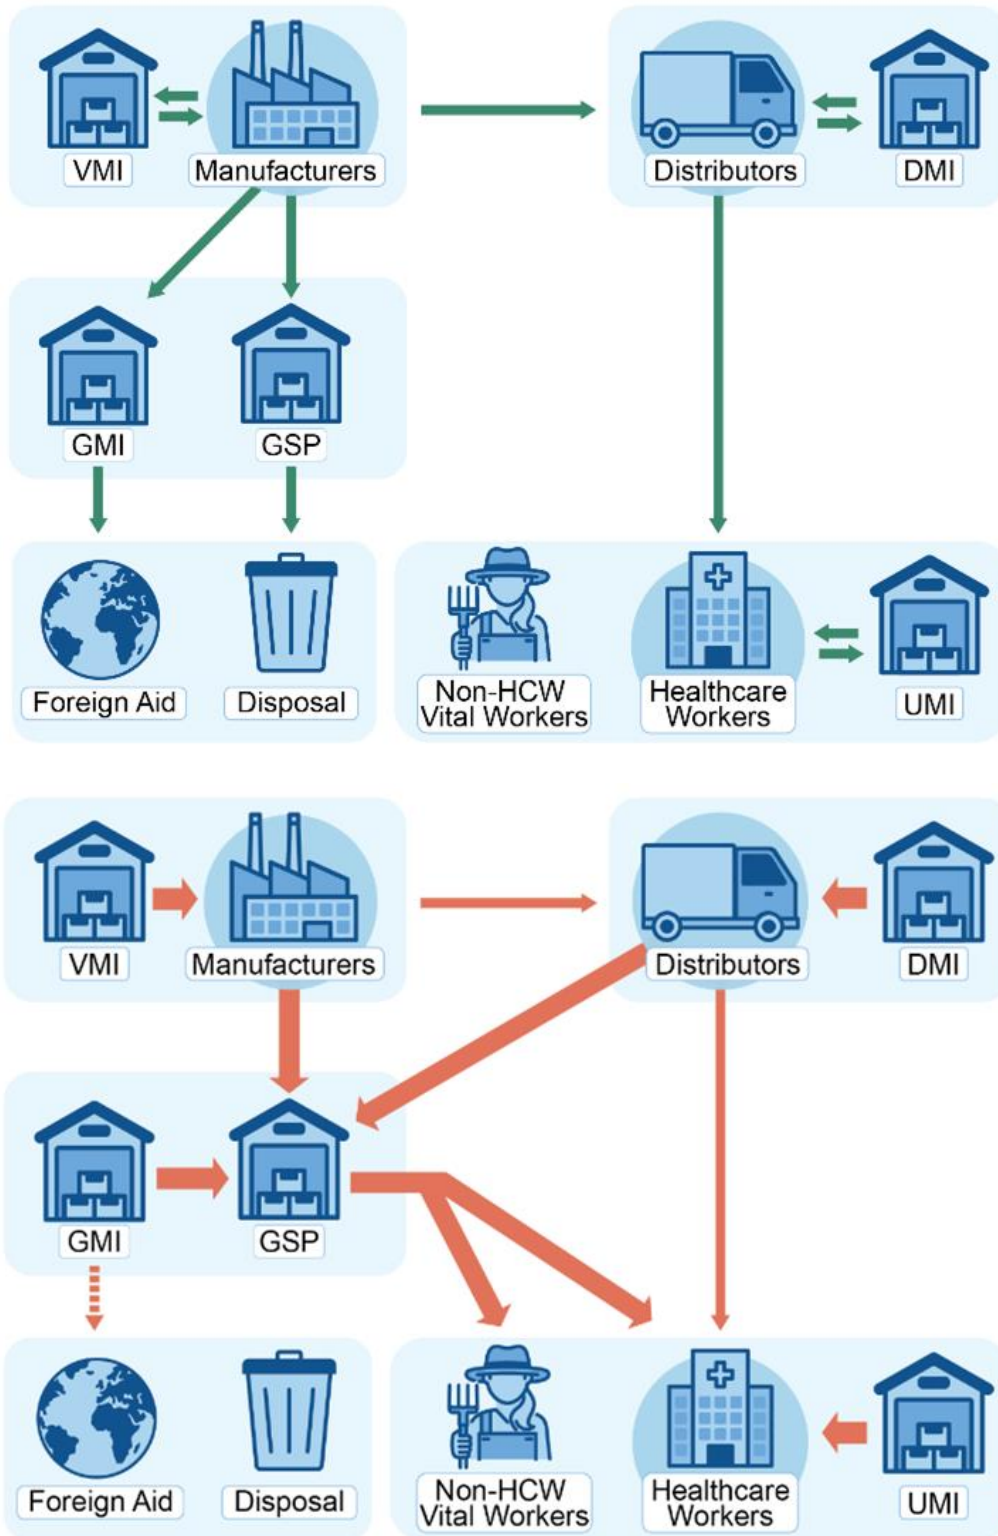 VMI
Manufacturers
Distributors
DMI
GMI
GSP
Foreign Aid
Disposal
Non-HCW
Vital Workers
Healthcare
Workers
UMI
VMI
Manufacturers
Distributors
DMI
GMI
GSP
Foreign Aid
Disposal
Non-HCW
Vital Workers
Healthcare
Workers
UMI